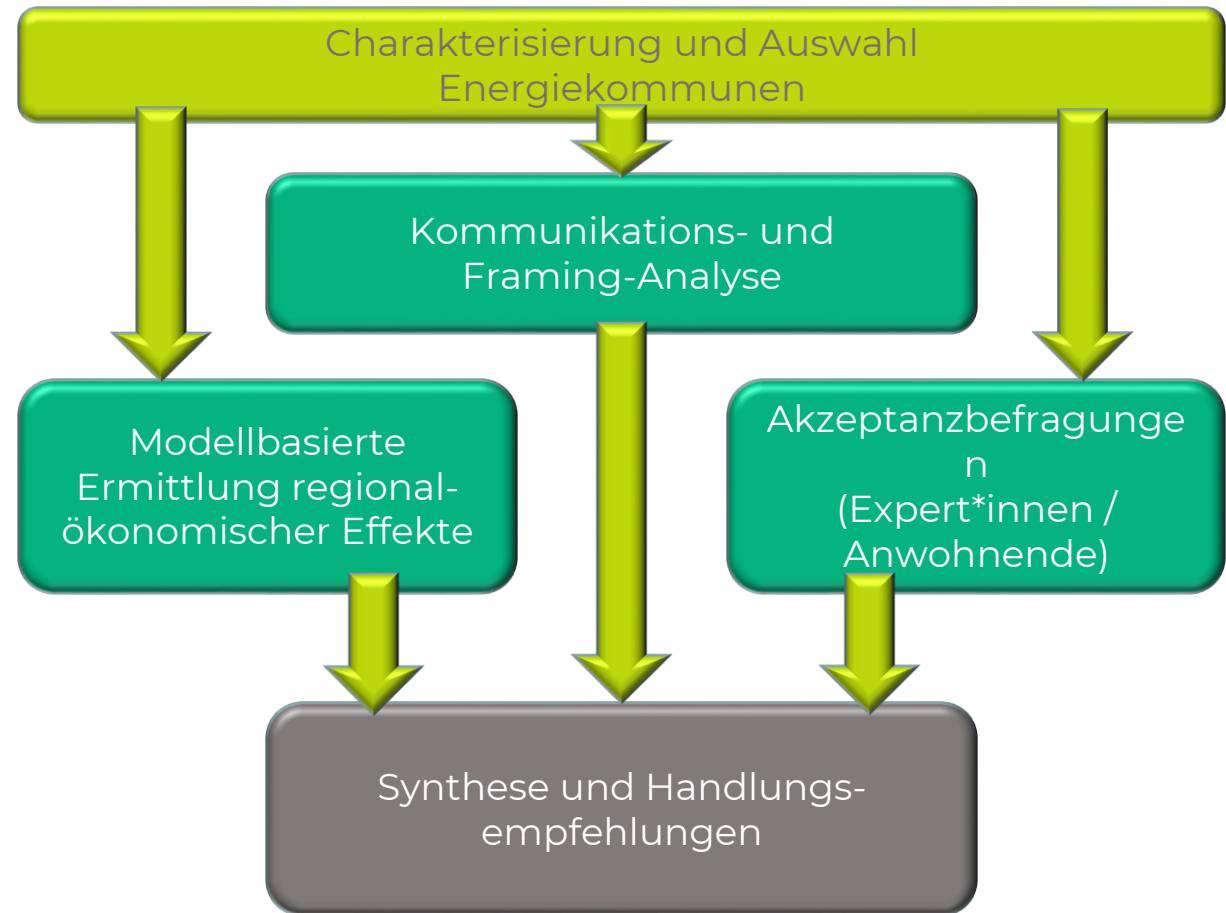 Charakterisierung und Auswahl
Energiekommunen
Kommunikations- und
Framing-Analyse
Modellbasierte
Ermittlung regional-
ökonomischer Effekte
Akzeptanzbefragunge
n
(Expert*innen /
Anwohnende)
Synthese und Handlungs-
empfehlungen